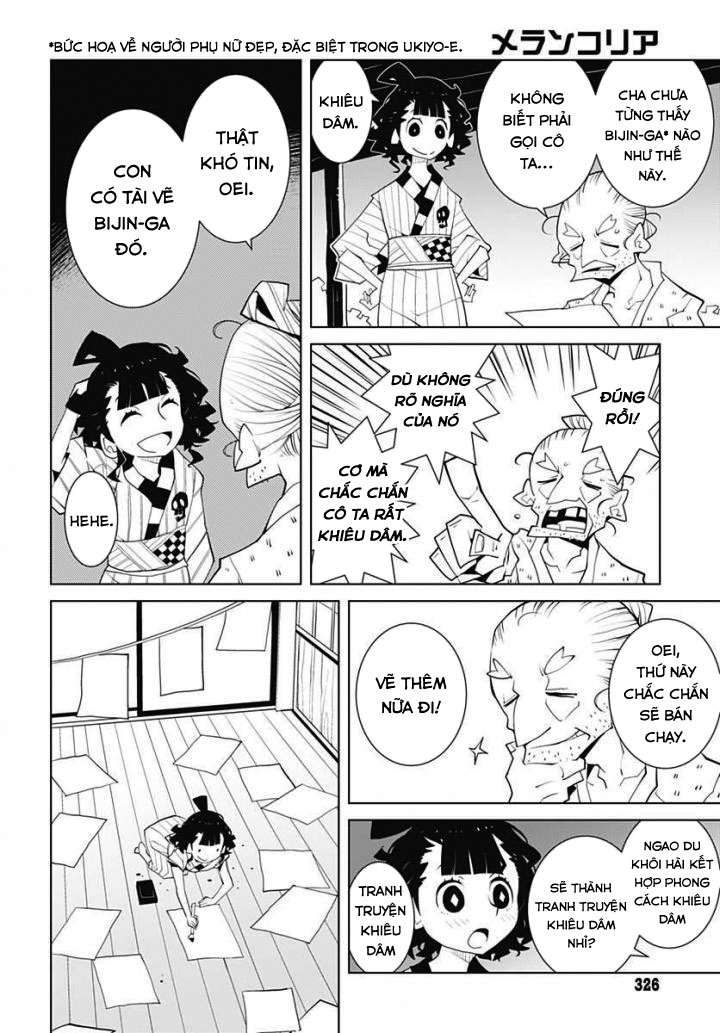 *BỨC HOẠ VỀ NGƯỜI PHỤ NỮ ĐẸP, ĐẶC BIỆT TRONG UKIYO-E.
メランコリア
CHA CHƯA
TỪNG THẤY
BIJIN-GA* NÀO
NHƯ THẾ
NÀY.
KHÔNG
BIẾT PHẢI
GỌI CÔ
TA...
KHIÊU
DÂM.
THẬT
KHÓ TIN,
OEI.
CON
CÓ TÀI VẼ
BIJIN-GA
ĐÓ.
HEHE.
ĐÚNG
RỒI!
DÙ KHÔNG
RÕ NGHĨA
CỦA NÓ
CƠ MÀ
CHẮC CHẮN
CÔ TA RẤT
KHIÊU DÂM.
OEI,
THỨ NÀY
CHẮC CHẮN
SẼ BÁN
CHẠY.
VẼ THÊM
NỮA ĐI!
NGAO DU
KHÔI HÀI KẾT
HỢP PHONG
CÁCH KHIÊU
DÂM
SẼ THÀNH
TRANH TRUYỆN
KHIÊU DÂM
NHỈ?
TRANH
TRUYỆN
KHIÊU
DÂM
326